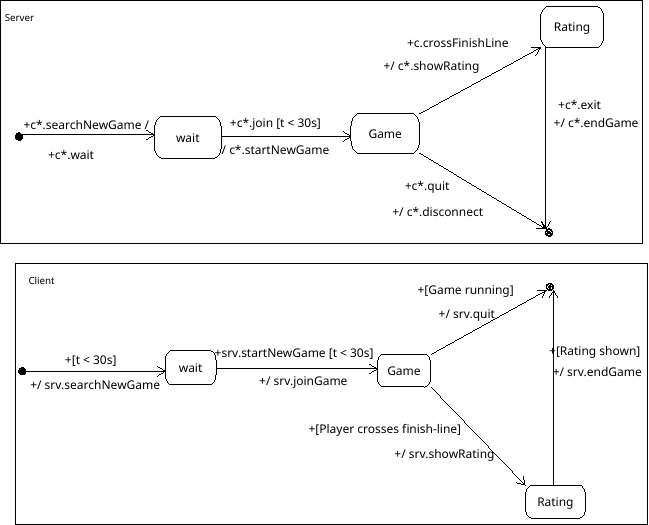 Server
Rating
+c.crossFinishLine
+/ c*.showRating
+c*.searchNewGame /
+c*.wait
wait
+c*.join [t < 30s]
/ c*.startNewGame
Game
+c*.exit
+/ c*.endGame
+c*.quit
+/ c*.disconnect
Client
+[Game running]
+/ srv.quit
+[t < 30s]
+/ srv.searchNewGame
wait
+srv.startNewGame [t < 30s]
+/ srv.joinGame
Game
+[Rating shown]
+/ srv.endGame
+[Player crosses finish-line]
+/ srv.showRating
Rating